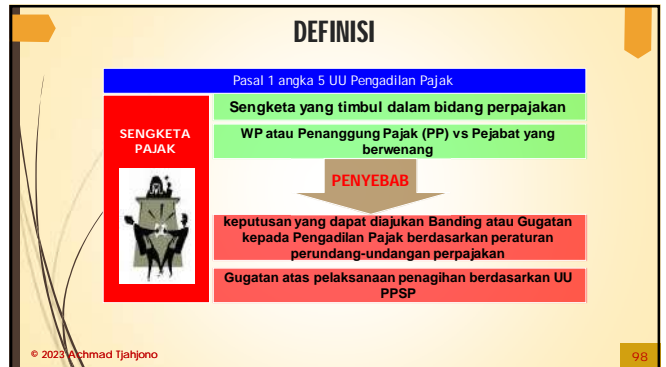 DEFINISI
Pasal 1 angka 5 UU Pengadilan Pajak
SENGKETA
PAJAK
Sengketa yang timbul dalam bidang perpajakan
WP atau Penanggung Pajak (PP) vs Pejabat yang
berwenang
PENYEBAB
keputusan yang dapat diajukan Banding atau Gugatan
kepada Pengadilan Pajak berdasarkan peraturan
perundang-undangan perpajakan
Gugatan atas pelaksanaan penagihan berdasarkan UU
PPSP
© 2023 Achmad Tjahjono
98